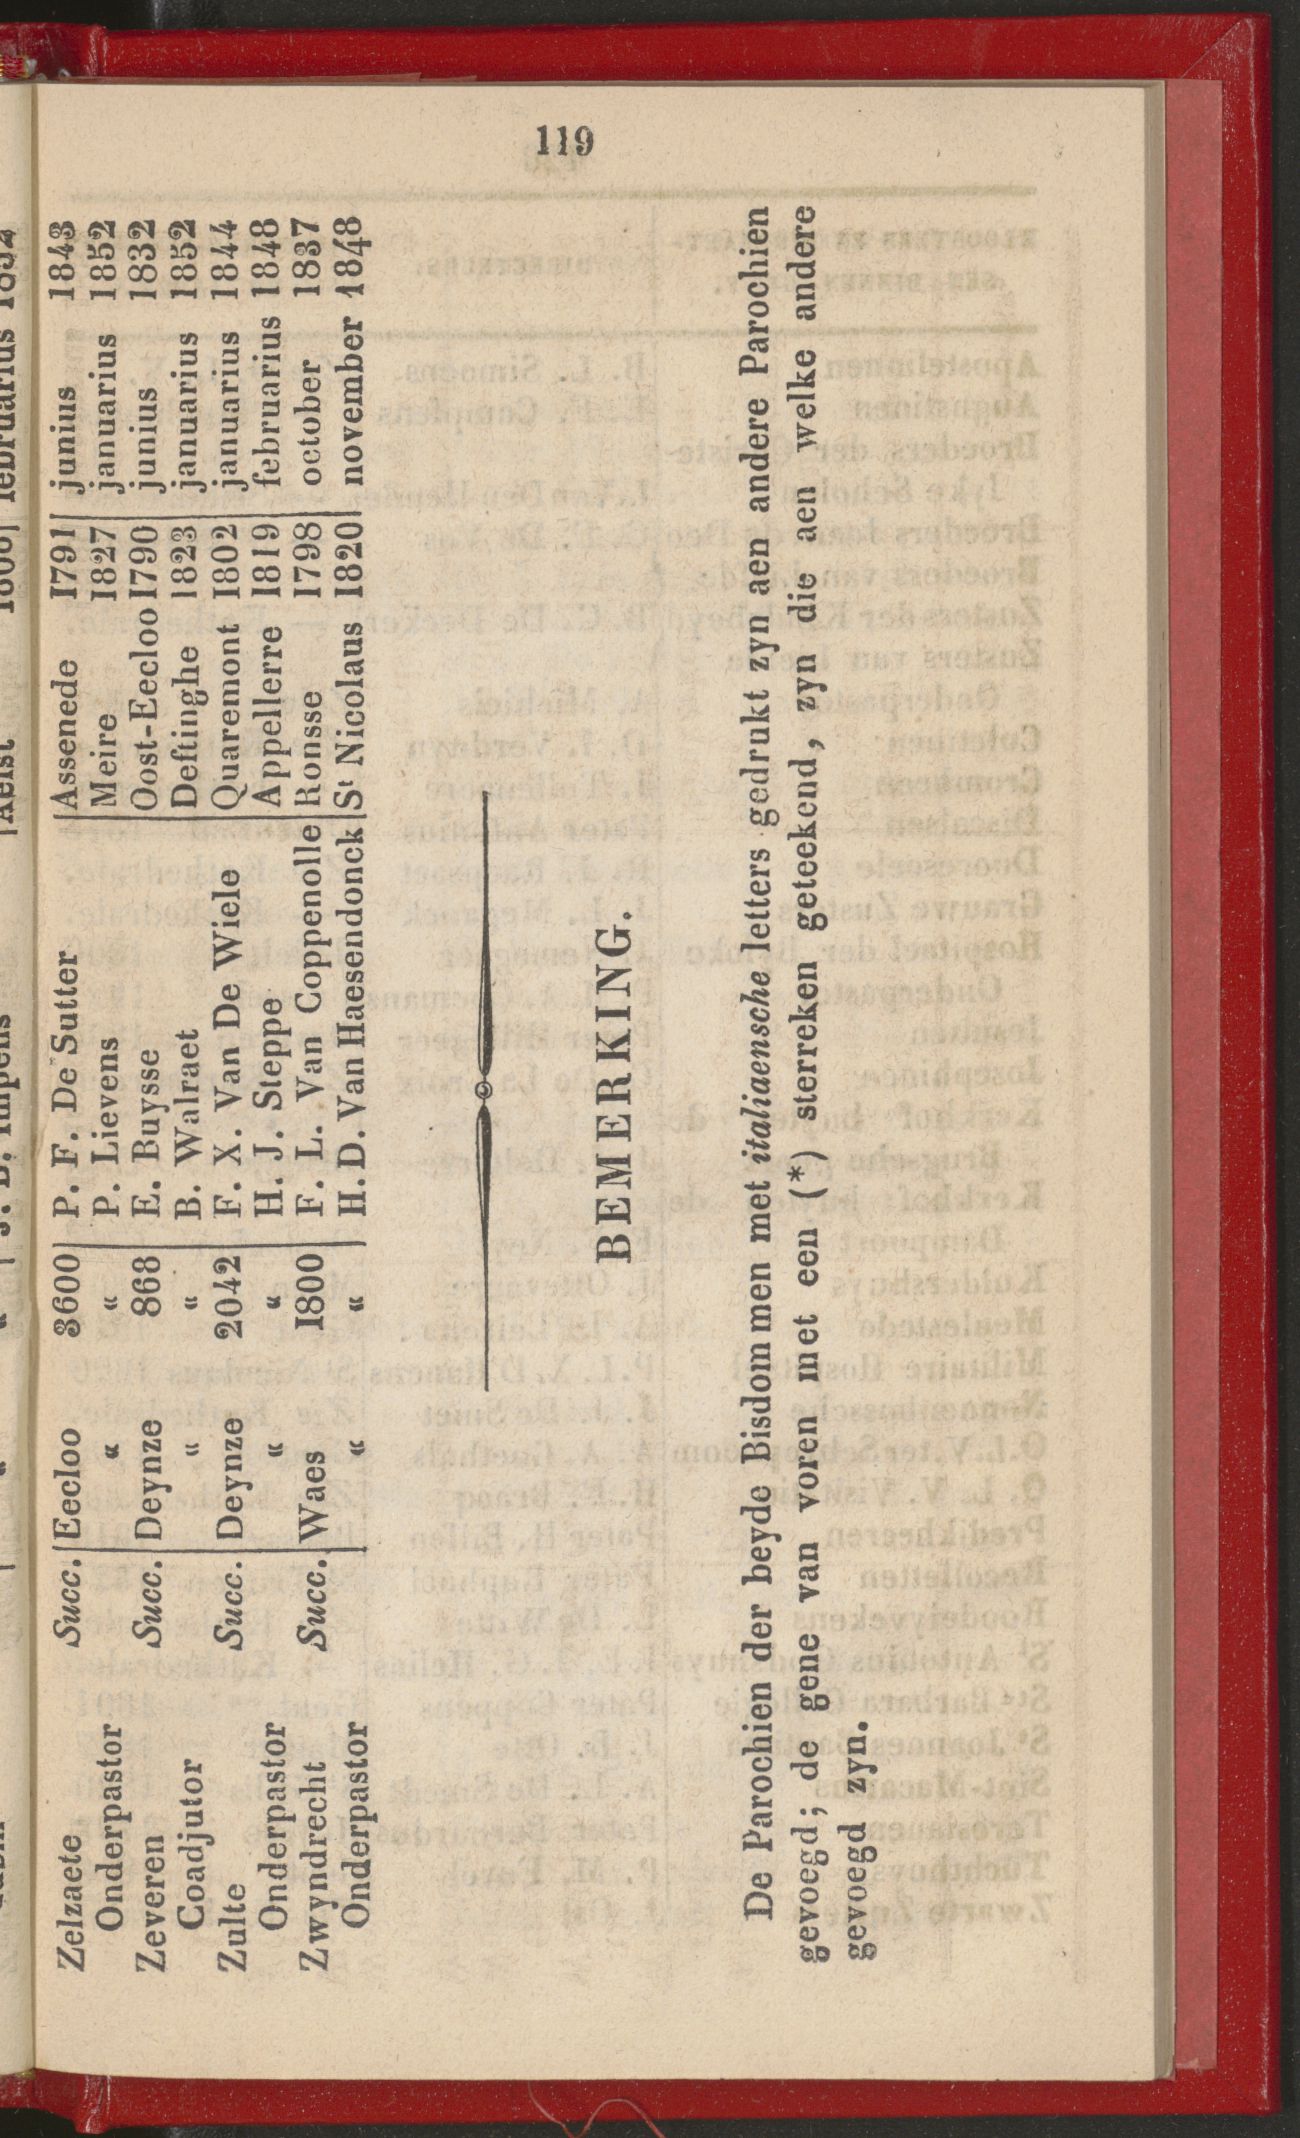 119
Zelzaete Succ. Eecloo 3600 P. F. De Sutter Assenede 1791 junius 1843
Onderpastor “ “ P. Lievens Meire 1827 januarius 1852
Zeveren Succ. Deynze 868 E. Buysse Oost-Eecloo 1790 junius 1832
Coadjutor “ “ B. Walraet Deftinghe 1823 januarius 1852
Zulte Succ. Deynze 2042 F. X. Van De Wiele Quaremont 1802 januarius 1844
Onderpastor “ “ H. J. Steppe Appellerre 1819 februarius 1848
Zwyndrecht Succ. Waes 1800 F. L. Van Coppenolle Ronsse 1798 october 1837
Onderpastor “ “ H. D. Van Haesendonck St Nicolaus 1820 november 1848
BEMERKING.
De Parochien der beyde Bisdommen met italiaensche letters gedrukt zyn aen andere Parochien
gevoegd; de gene van voren met een (*) sterreken geteekend, zyn die aen welke andere
gevoegd zyn.